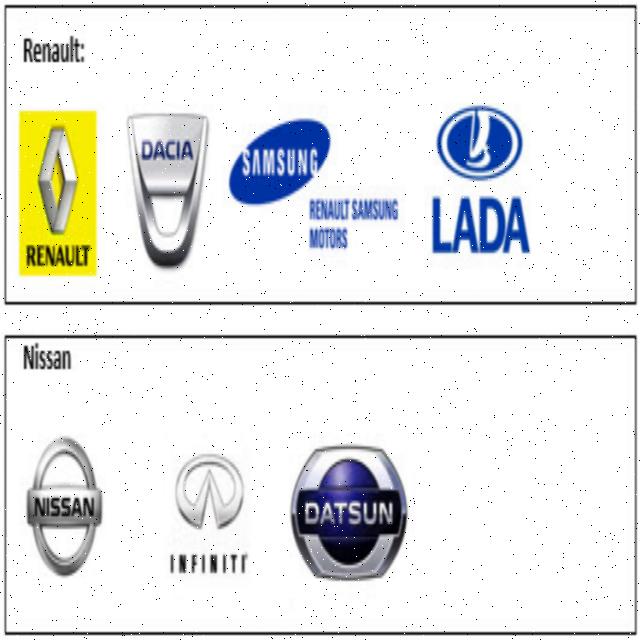 Renault:
RENAULT
DACIA
SAMSUNG
RENAULT SAMSUNG
MOTORS
LADA
Nissan
NISSAN
INFINITI
DATSUN